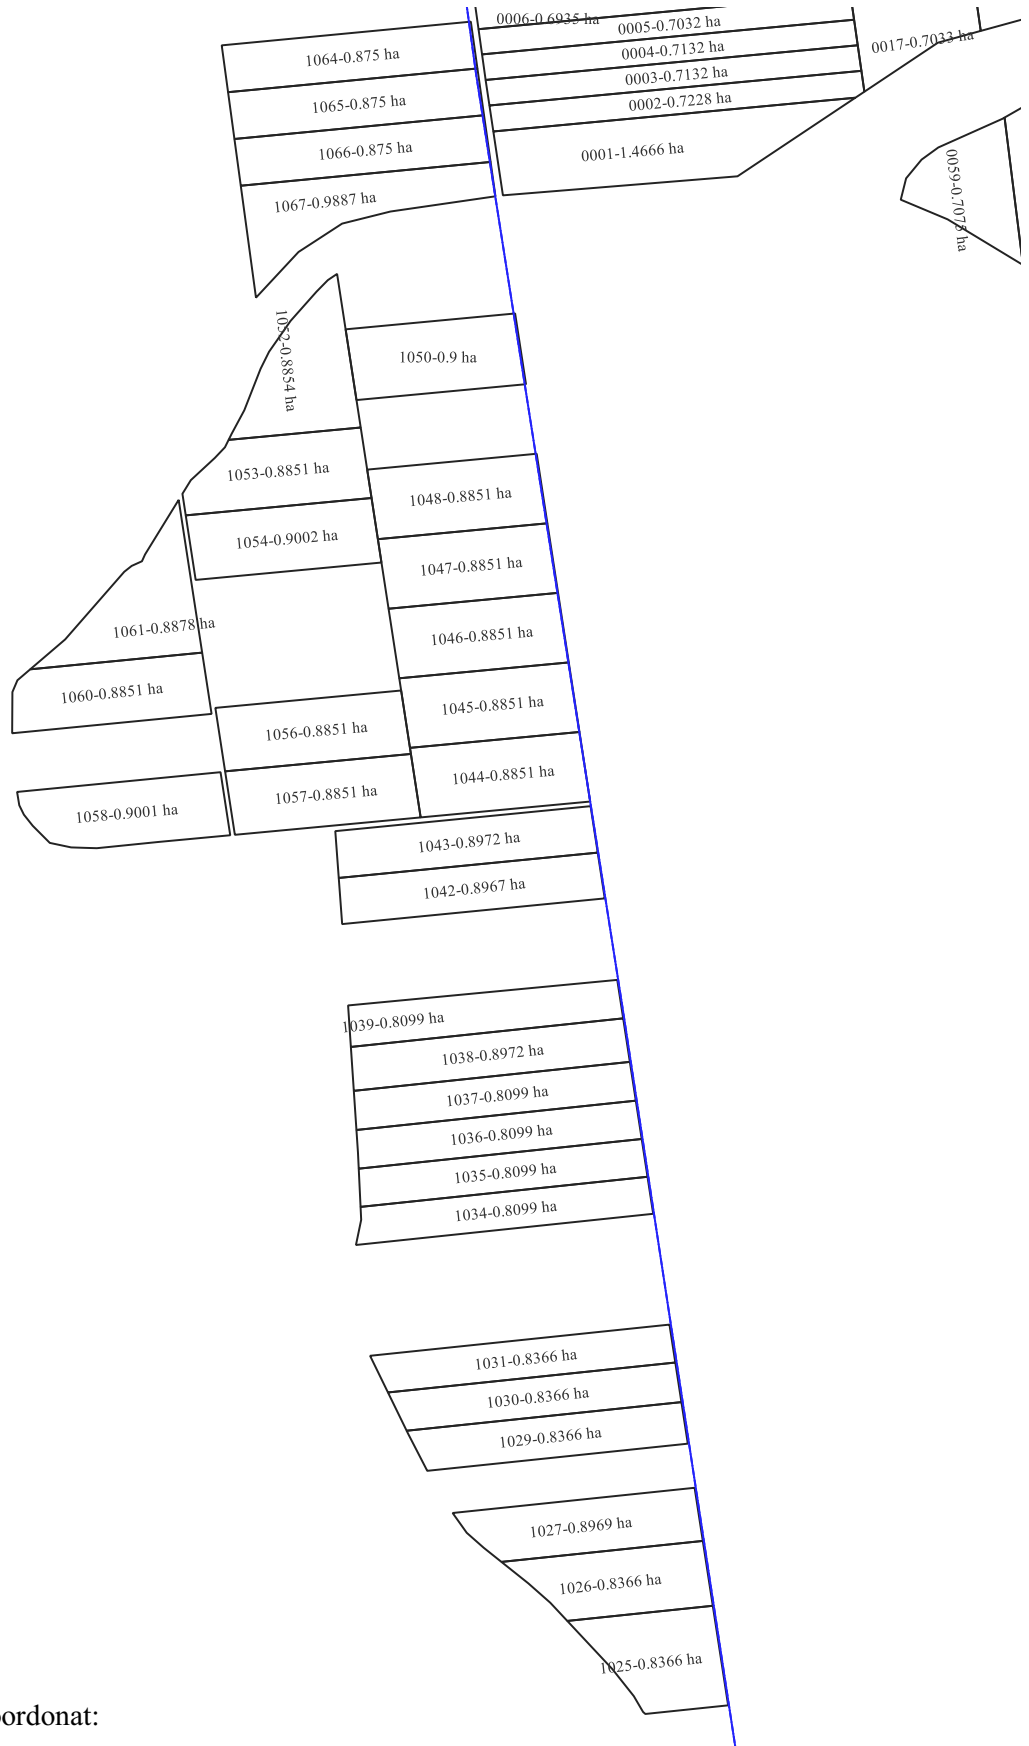 0006-0.6935 ha
0005-0.7032 ha
0004-0.7132 ha
0003-0.7132 ha
0002-0.7228 ha
0001-1.4666 ha
0017-0.7033 ha
0059-0.7075 ha
1064-0.875 ha
1065-0.875 ha
1066-0.875 ha
1067-0.9887 ha
1052-0.8854 ha
1050-0.9 ha
1053-0.8851 ha
1048-0.8851 ha
1054-0.9002 ha
1047-0.8851 ha
1061-0.8878 ha
1046-0.8851 ha
1060-0.8851 ha
1045-0.8851 ha
1056-0.8851 ha
1044-0.8851 ha
1057-0.8851 ha
1058-0.9001 ha
1043-0.8972 ha
1042-0.8967 ha
1039-0.8099 ha
1038-0.8972 ha
1037-0.8099 ha
1036-0.8099 ha
1035-0.8099 ha
1034-0.8099 ha
1031-0.8366 ha
1030-0.8366 ha
1029-0.8366 ha
1027-0.8969 ha
1026-0.8366 ha
1025-0.8366 ha
ordonat: